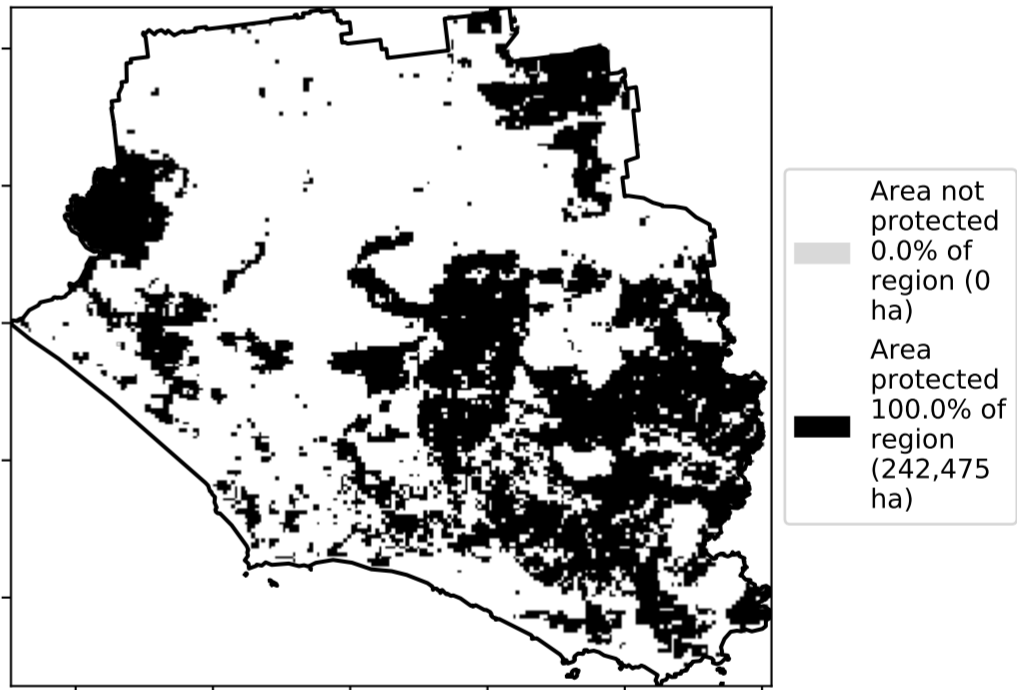 Area not
protected
0.0% of
region (0
ha)
Area
protected
100.0% of
region
(242,475
ha)